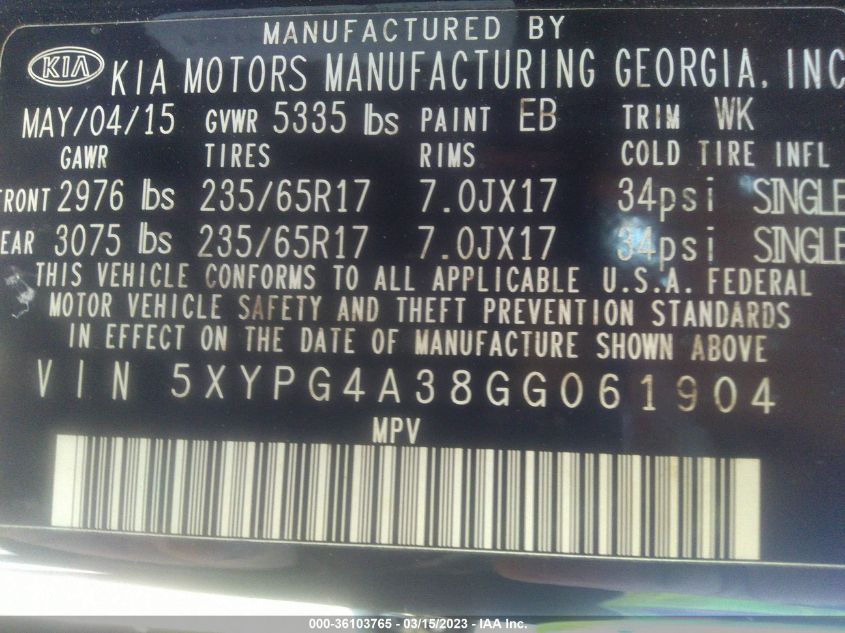 MANUFACTURED BY
KIA KIA MOTORS MANUFACTURING GEORGIA, INC
MAY/04/15 GVWR 5335 lbs PAINT EB TRIM WK
GAWR TIRES RIMS COLD TIRE INFL
RONT 2976 lbs 235/65R17 7.0JX17 34psi SINGLE
EAR 3075 lbs 235/65R17 7.0JX17 34psi SINGLE
THIS VEHICLE CONFORMS TO ALL APPLICABLE U.S.A. FEDERAL
MOTOR VEHICLE SAFETY AND THEFT PREVENTION STANDARDS
IN EFFECT ON THE DATE OF MANUFACTURE SHOWN ABOVE
VIN 5XYPG4A38GG061904
MPV
000-36103765 - 03/15/2023 - IAA, Inc.